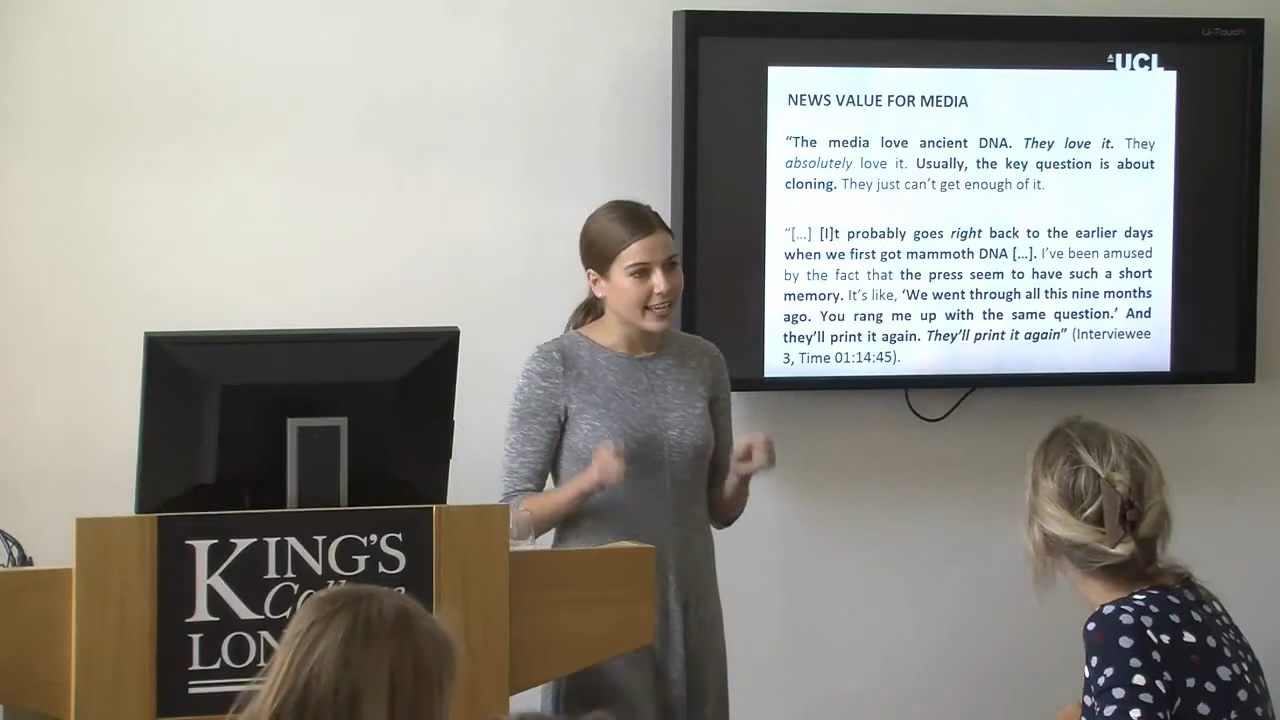 U-Touch
UCL
NEWS VALUE FOR MEDIA
“The media love ancient DNA. They love it. They
absolutely love it. Usually, the key question is about
cloning. They just can’t get enough of it.
“[…] [I]t probably goes right back to the earlier days
when we first got mammoth DNA […]. I’ve been amused
by the fact that the press seem to have such a short
memory. It’s like, ‘We went through all this nine months
ago. You rang me up with the same question.’ And
they’ll print it again. They’ll print it again” (Interviewee
3, Time 01:14:45).
KING’S
LON